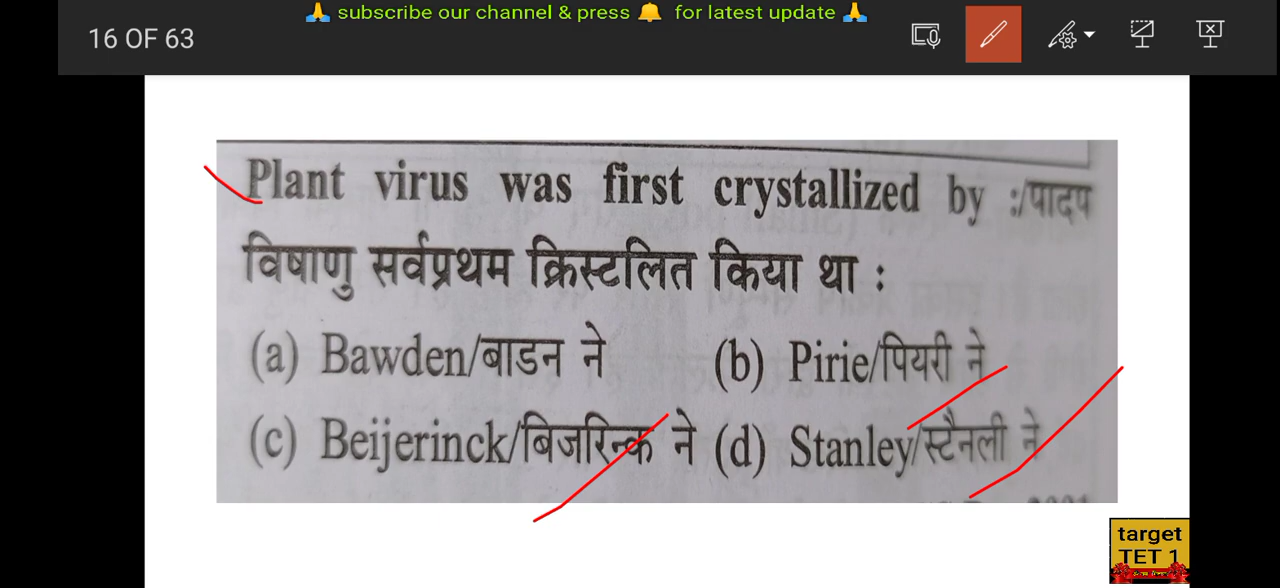 🙏 subscribe our channel & press 🔔 for latest update 🙏
16 OF 63
Plant virus was first crystallized by :/पादप
विषाणु सर्वप्रथम क्रिस्टलित किया था :
(a) Bawden/बाडन ने (b) Pirie/पियरी ने
(c) Beijerinck/बिजरिन्क ने (d) Stanley/स्टैनली ने
target
TET 1